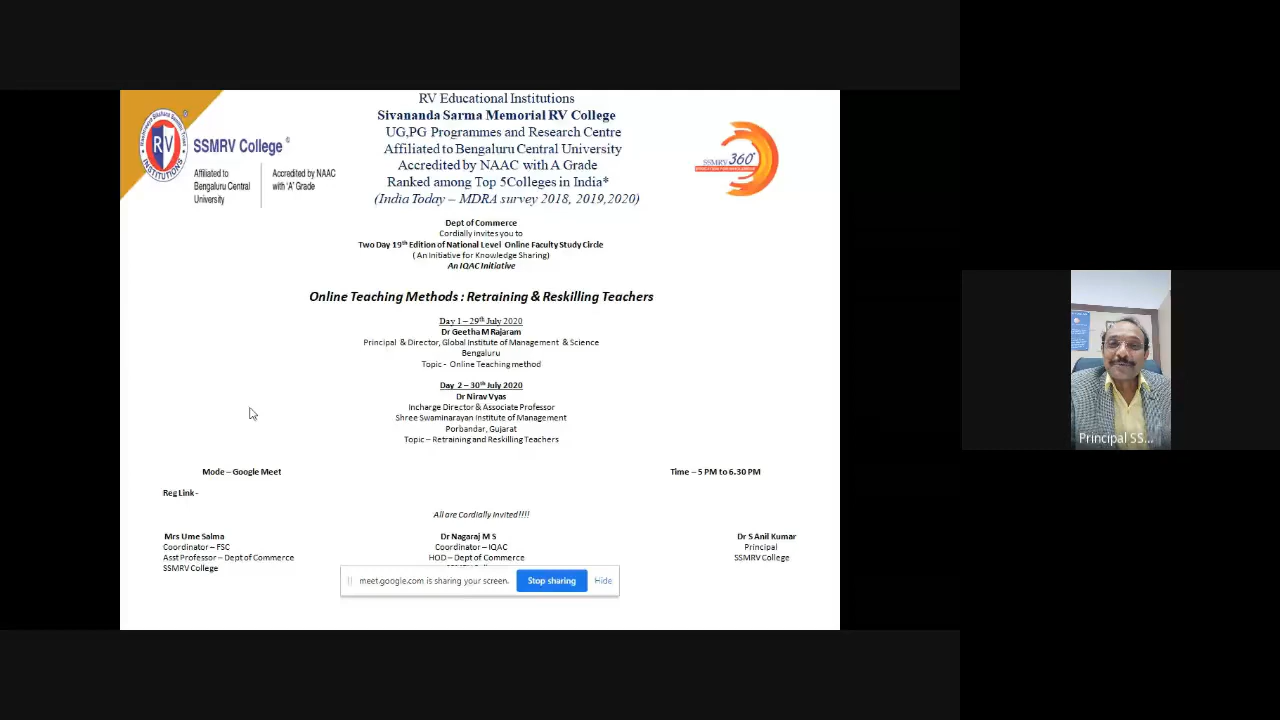 RV Educational Institutions
Sivananda Sarma Memorial RV College
UG,PG Programmes and Research Centre
Affiliated to Bengaluru Central University
Accredited by NAAC with A Grade
Ranked among Top 5Colleges in India*
(India Today – MDRA survey 2018, 2019,2020)
RV
INSTITUTIONS
SSMRV College
Affiliated to
Bengaluru Central
University
Accredited by NAAC
with 'A' Grade
SSMRV 360°
Dept of Commerce
Cordially invites you to
Two Day 19th Edition of National Level Online Faculty Study Circle
( An Initiative for Knowledge Sharing)
An IQAC Initiative
Online Teaching Methods : Retraining & Reskilling Teachers
Day 1 – 29th July 2020
Dr Geetha M Rajaram
Principal & Director, Global Institute of Management & Science
Bengaluru
Topic - Online Teaching method
Day 2 – 30th July 2020
Dr Nirav Vyas
Incharge Director & Associate Professor
Shree Swaminarayan Institute of Management
Porbandar, Gujarat
Topic – Retraining and Reskilling Teachers
Mode – Google Meet
Time – 5 PM to 6.30 PM
Reg Link -
All are Cordially Invited!!!!
Mrs Ume Salma
Coordinator – FSC
Asst Professor – Dept of Commerce
SSMRV College
Dr Nagaraj M S
Coordinator – IQAC
HOD – Dept of Commerce
Dr S Anil Kumar
Principal
SSMRV College
meet.google.com is sharing your screen.
Stop sharing
Hide
Principal SS...